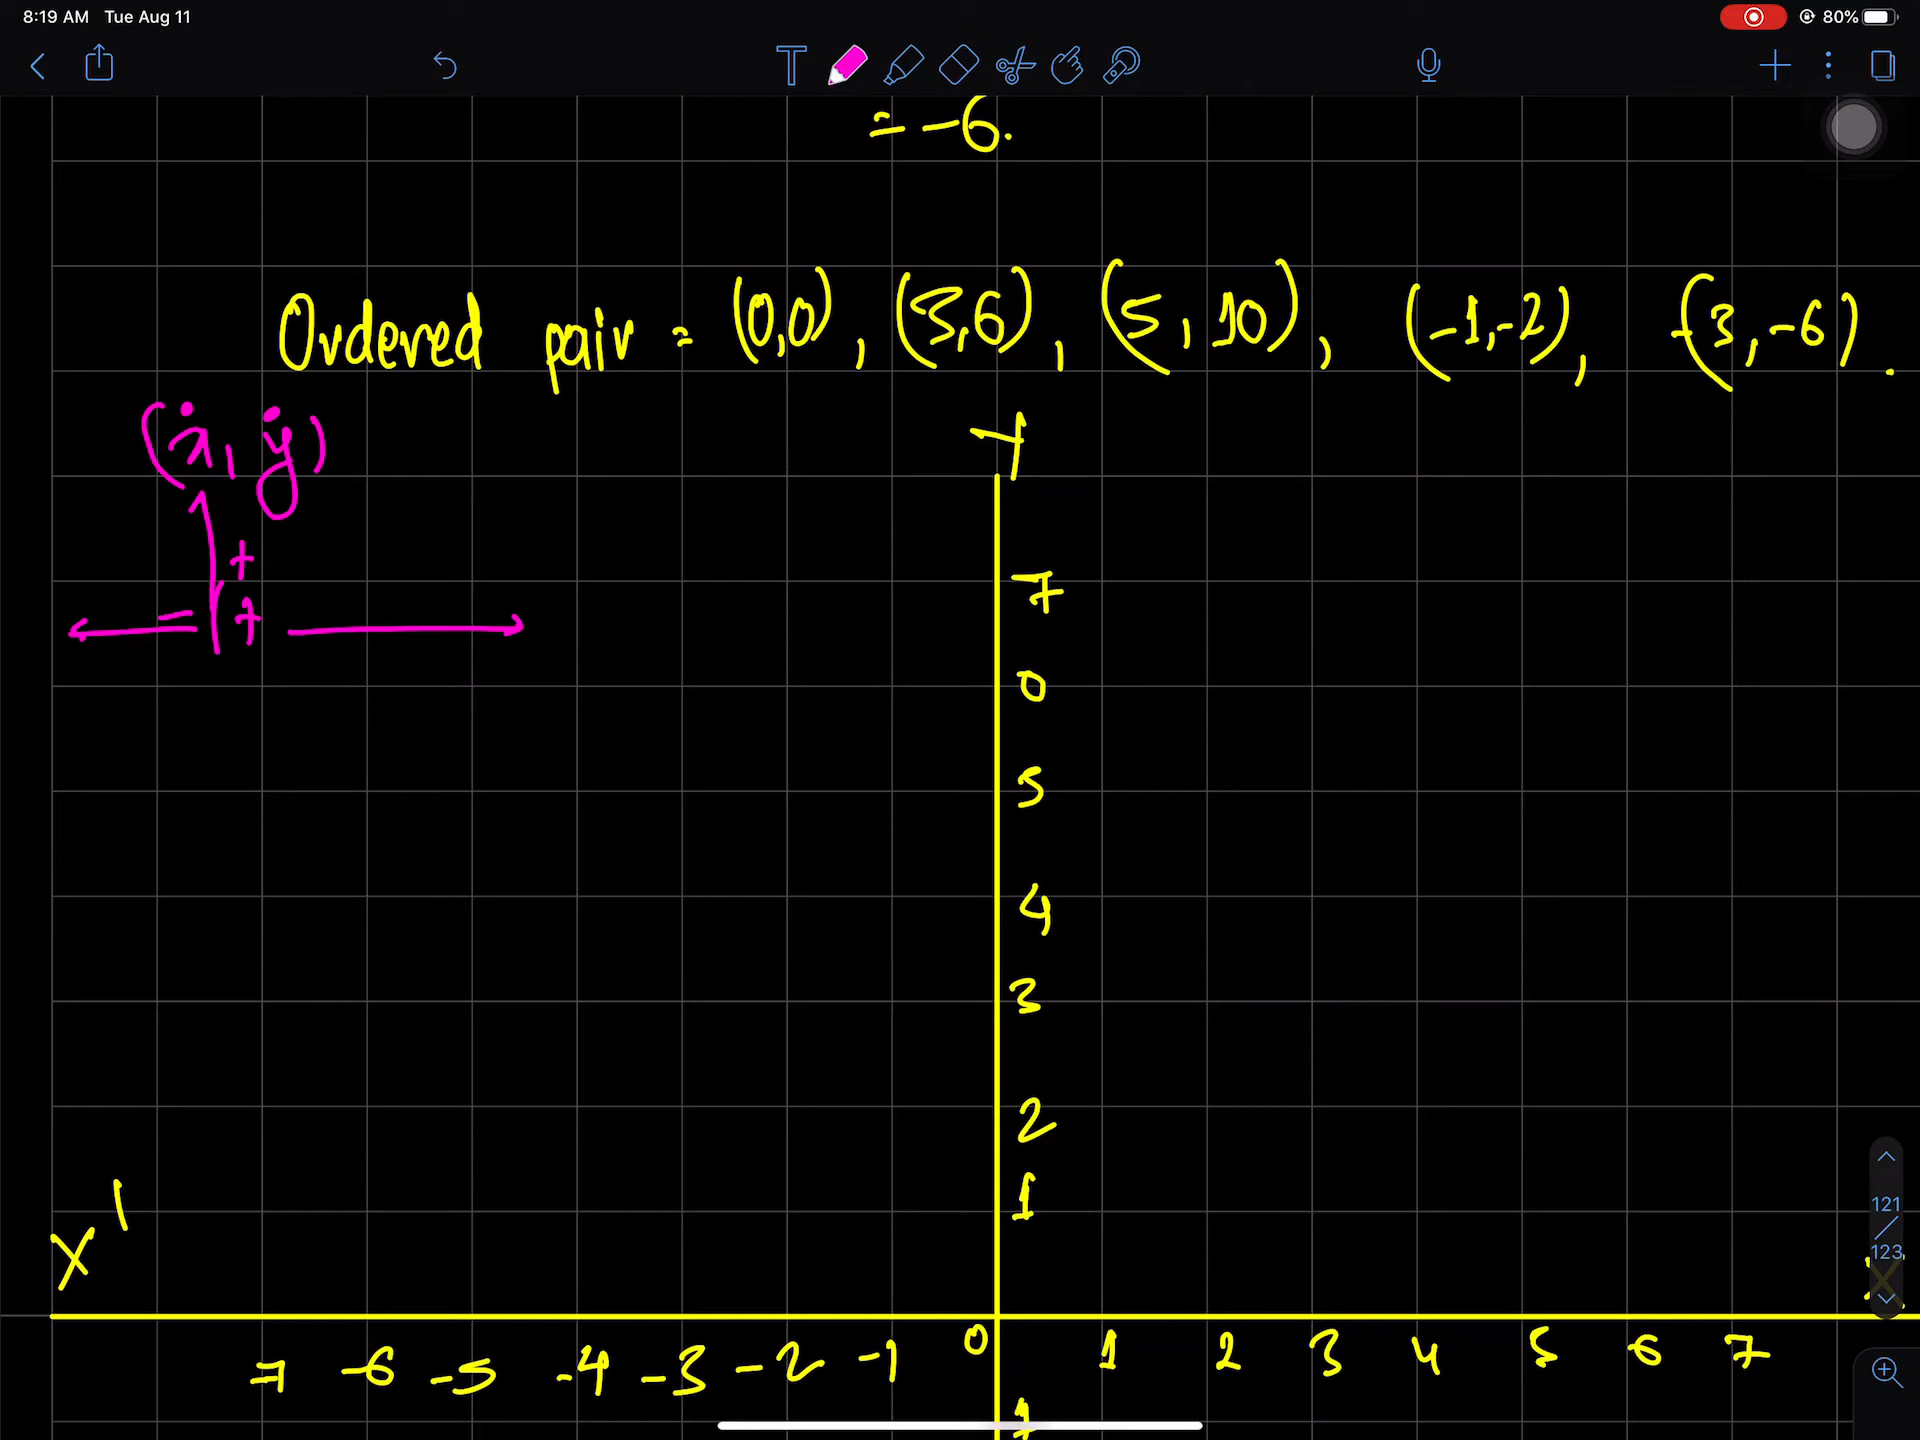 8:19 AM Tue Aug 11
80%
= -6.
Ordered pair = (0,0), (3,6), (5, 10), (-1,-2), (-3, -6).
(x, y)
Y
+
- +
7
5
4
3
2
1
X'
121
123
X
-7 -6 -5 -4 -3 -2 -1 0 1 2 3 4 5 6 7